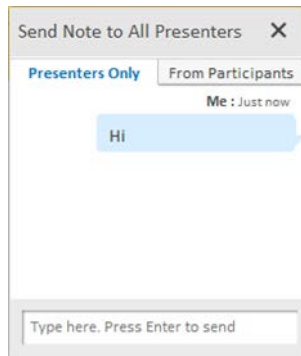 Send Note to All Presenters X
Presenters Only From Participants
Me : Just now
Hi
Type here. Press Enter to send